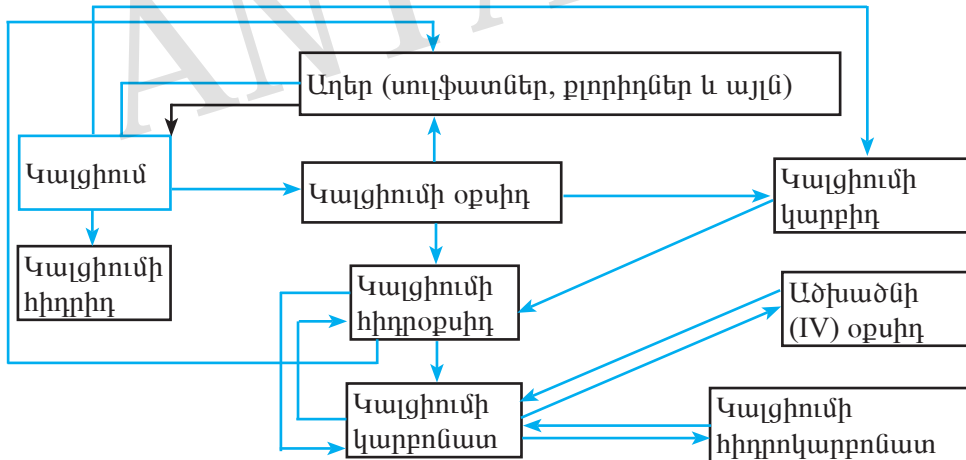 Աղեր (սուլֆատներ, քլորիդներ և այլն)
Կալցիում
Կալցիումի օքսիդ
Կալցիումի
կարբիդ
Կալցիումի
հիդրիդ
Կալցիումի
հիդրօքսիդ
Ածխածնի
(IV) օքսիդ
Կալցիումի
կարբոնատ
Կալցիումի
հիդրոկարբոնատ